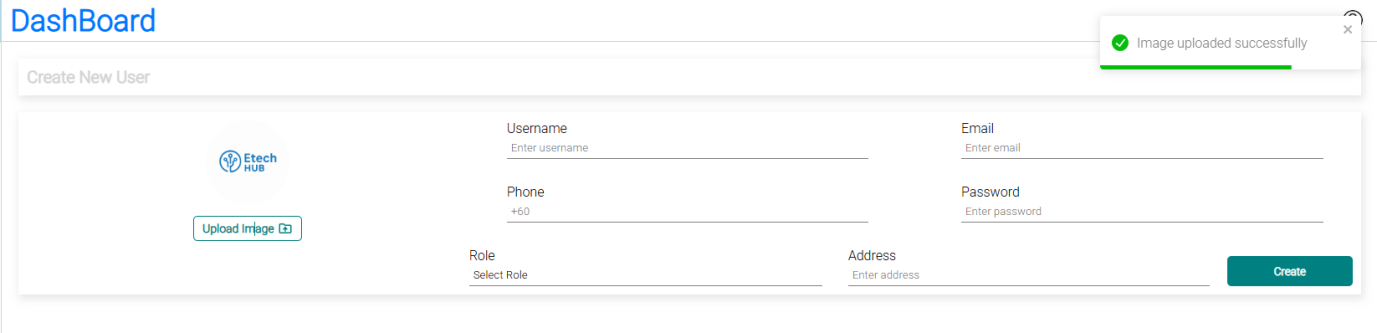 DashBoard
Image uploaded successfully
Create New User
Etech
HUB
Upload Image
Username
Enter username
Email
Enter email
Phone
+60
Password
Enter password
Role
Select Role
Address
Enter address
Create